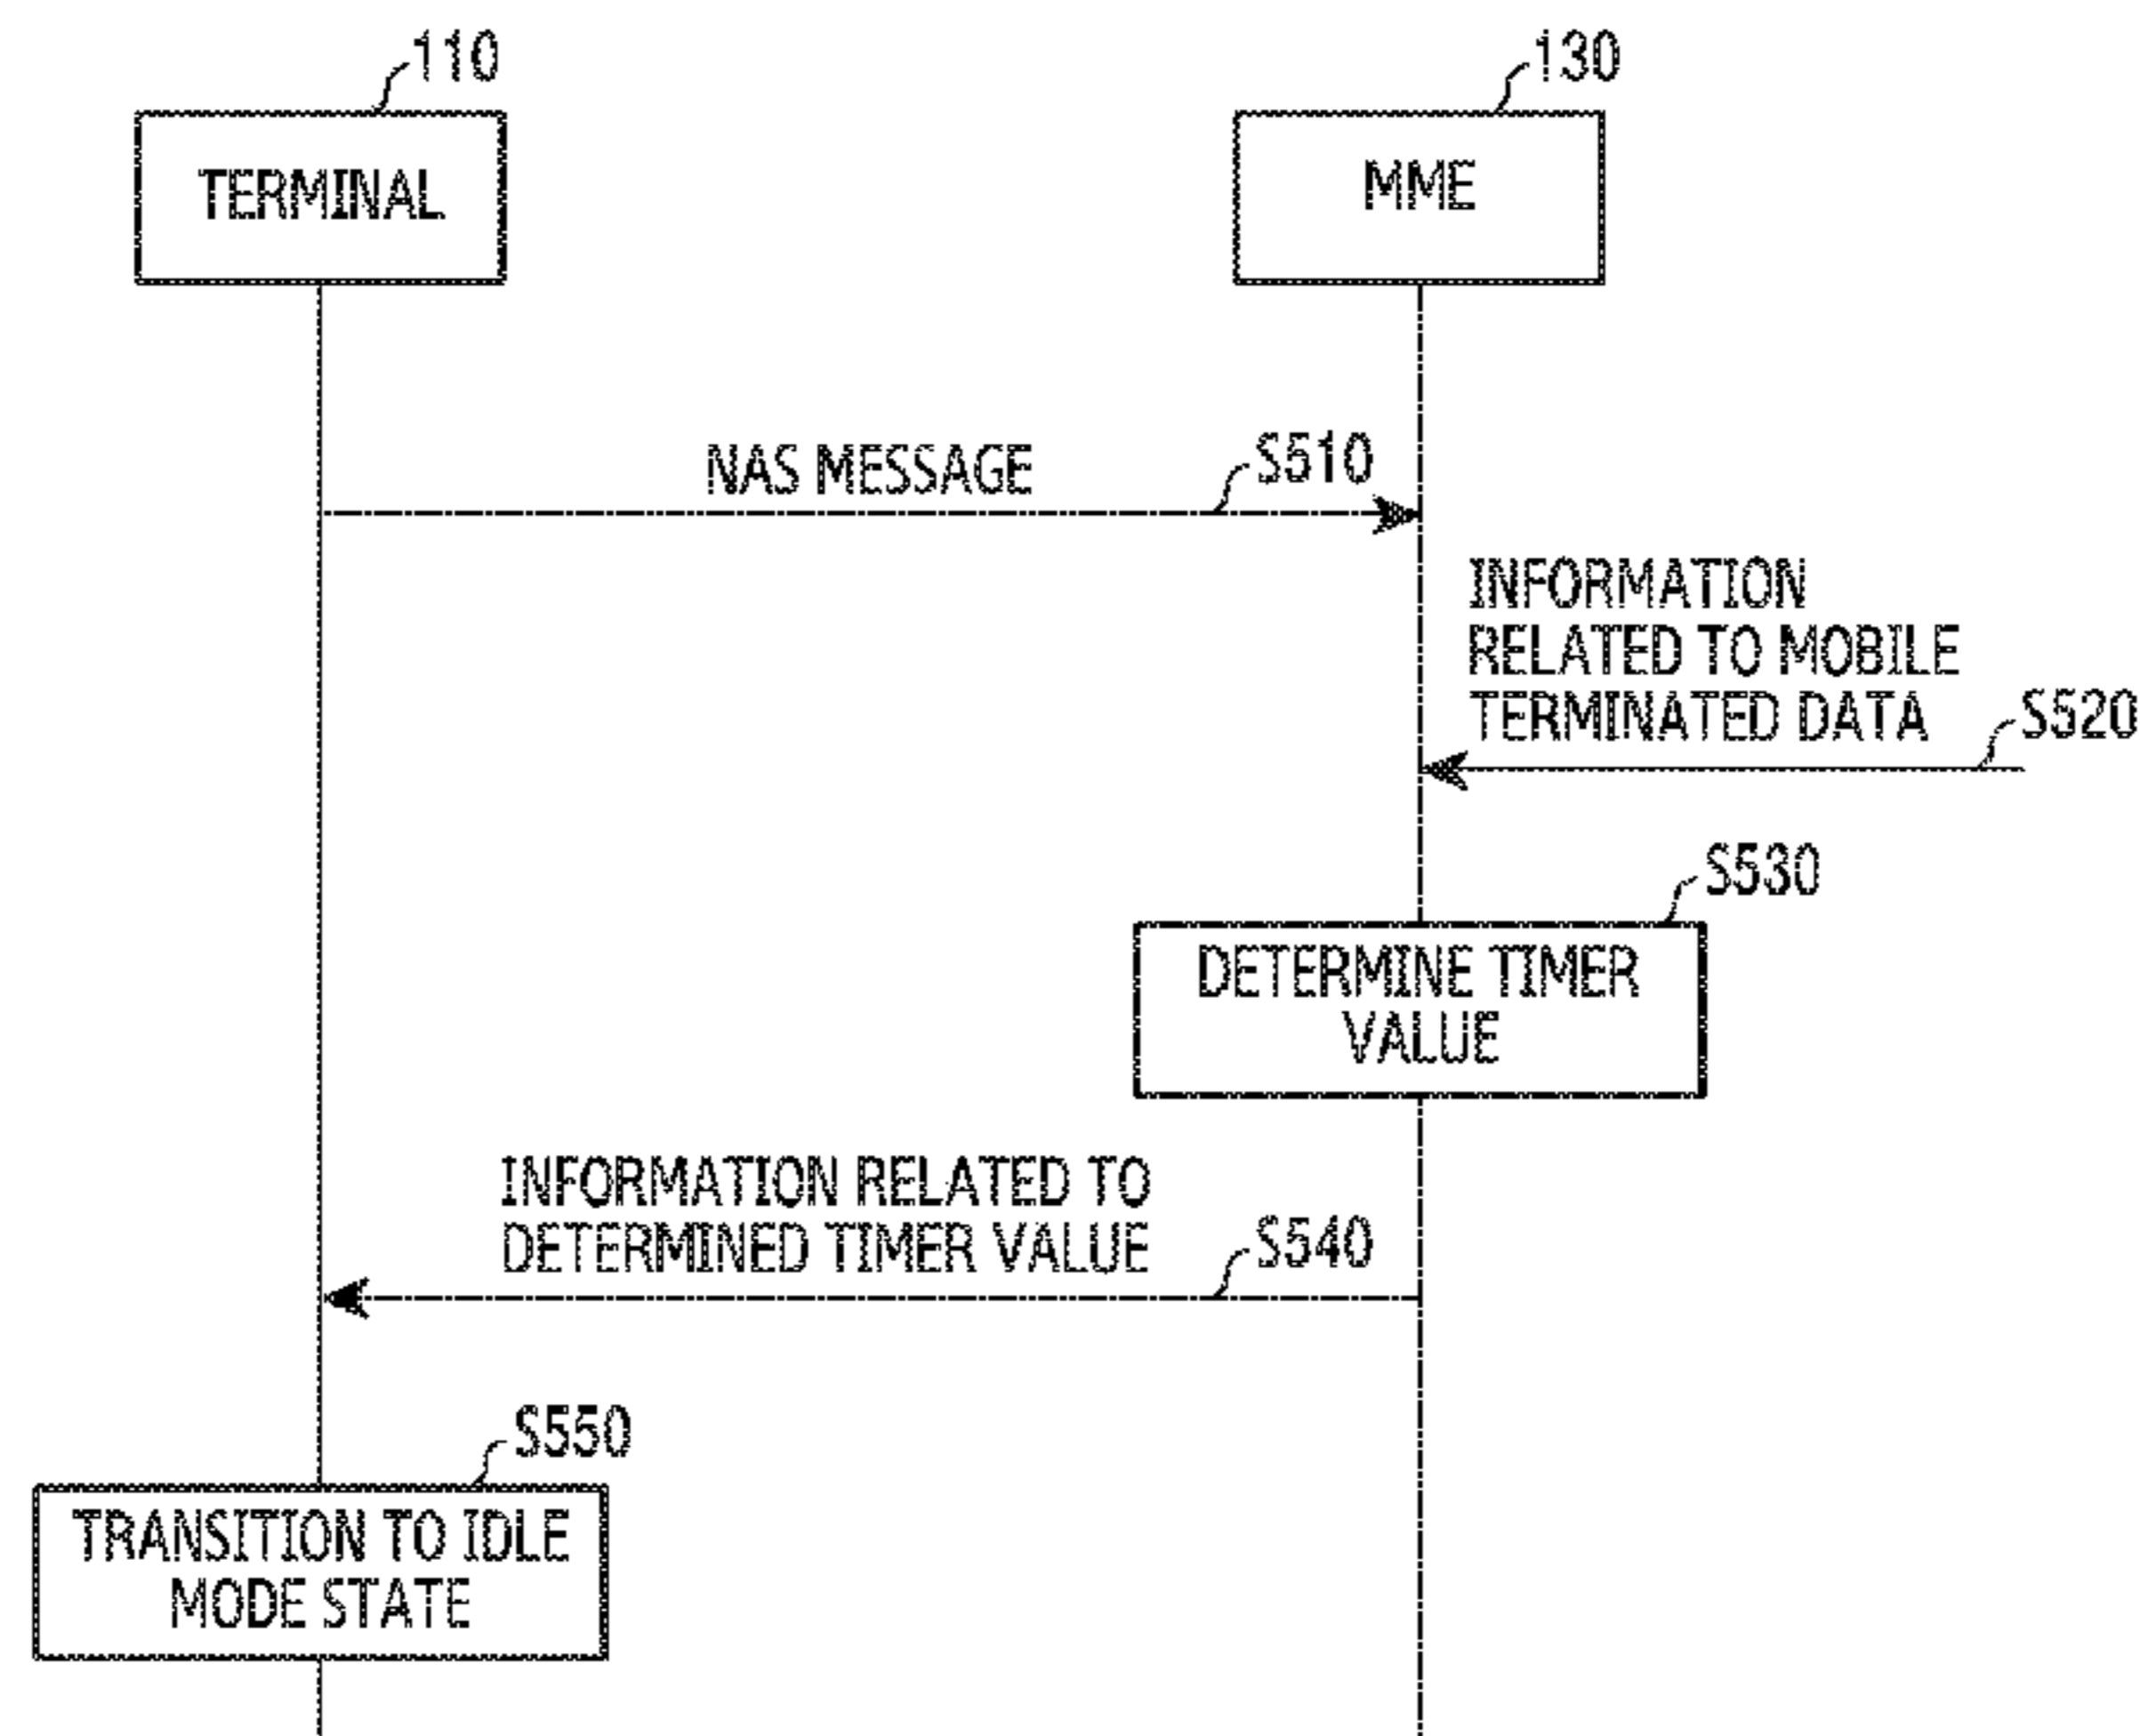 110
130
TERMINAL
MME
NAS MESSAGE
S510
INFORMATION
RELATED TO MOBILE
TERMINATED DATA
S520
S530
DETERMINE TIMER
VALUE
INFORMATION RELATED TO
DETERMINED TIMER VALUE
S540
S550
TRANSITION TO IDLE
MODE STATE